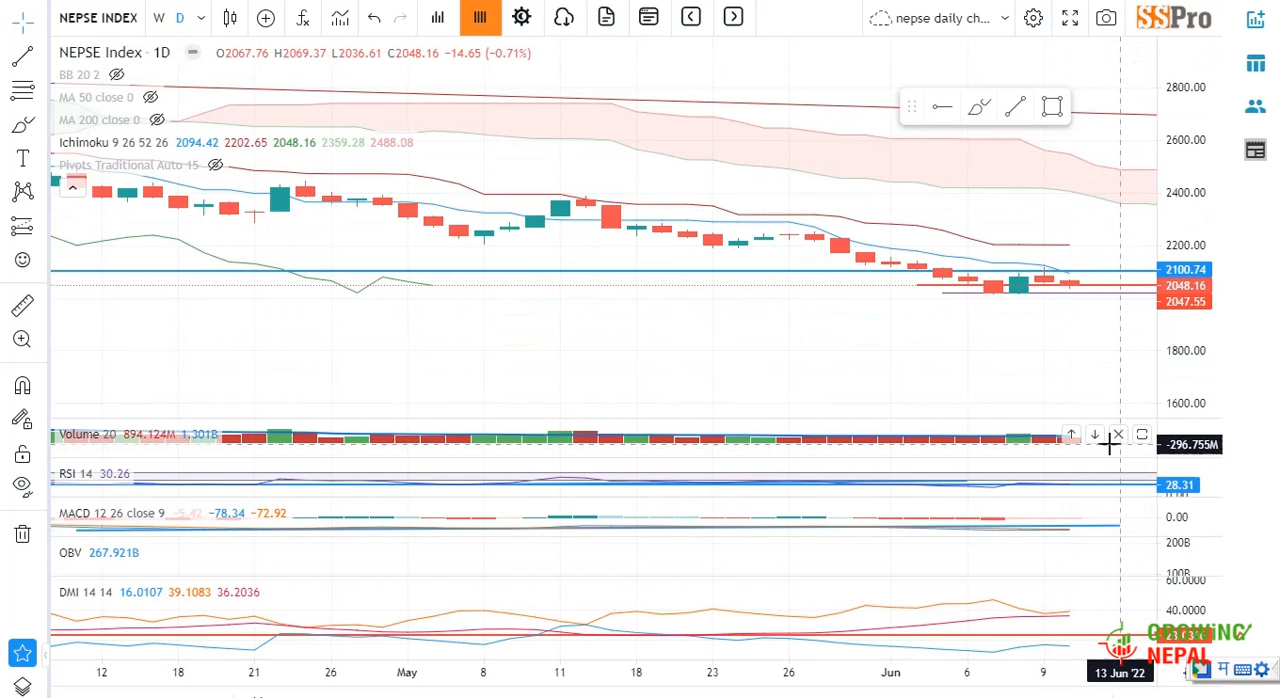 NEPSE INDEX W D nepse daily ch... SSPro
NEPSE Index · 1D O2067.76 H2069.37 L2036.61 C2048.16 −14.65 (−0.71%)
BB 20 2
MA 50 close 0
MA 200 close 0
Ichimoku 9 26 52 26 2094.42 2202.65 2048.16 2359.28 2488.08
Pivots Traditional Auto 15
2800.00
2600.00
2400.00
2200.00
2100.74
2048.16
2047.55
1800.00
1600.00
Volume 20 894.124M 1.301B
-296.755M
RSI 14 30.26
28.31
0.00
MACD 12 26 close 9 −5.42 −78.34 −72.92
0.00
OBV 267.921B
200B
100B
DMI 14 14 16.0107 39.1083 36.2036
60.0000
40.0000
GROWING
NEPAL
12 18 21 26 May 8 11 18 23 26 Jun 6 9 13 Jun '22